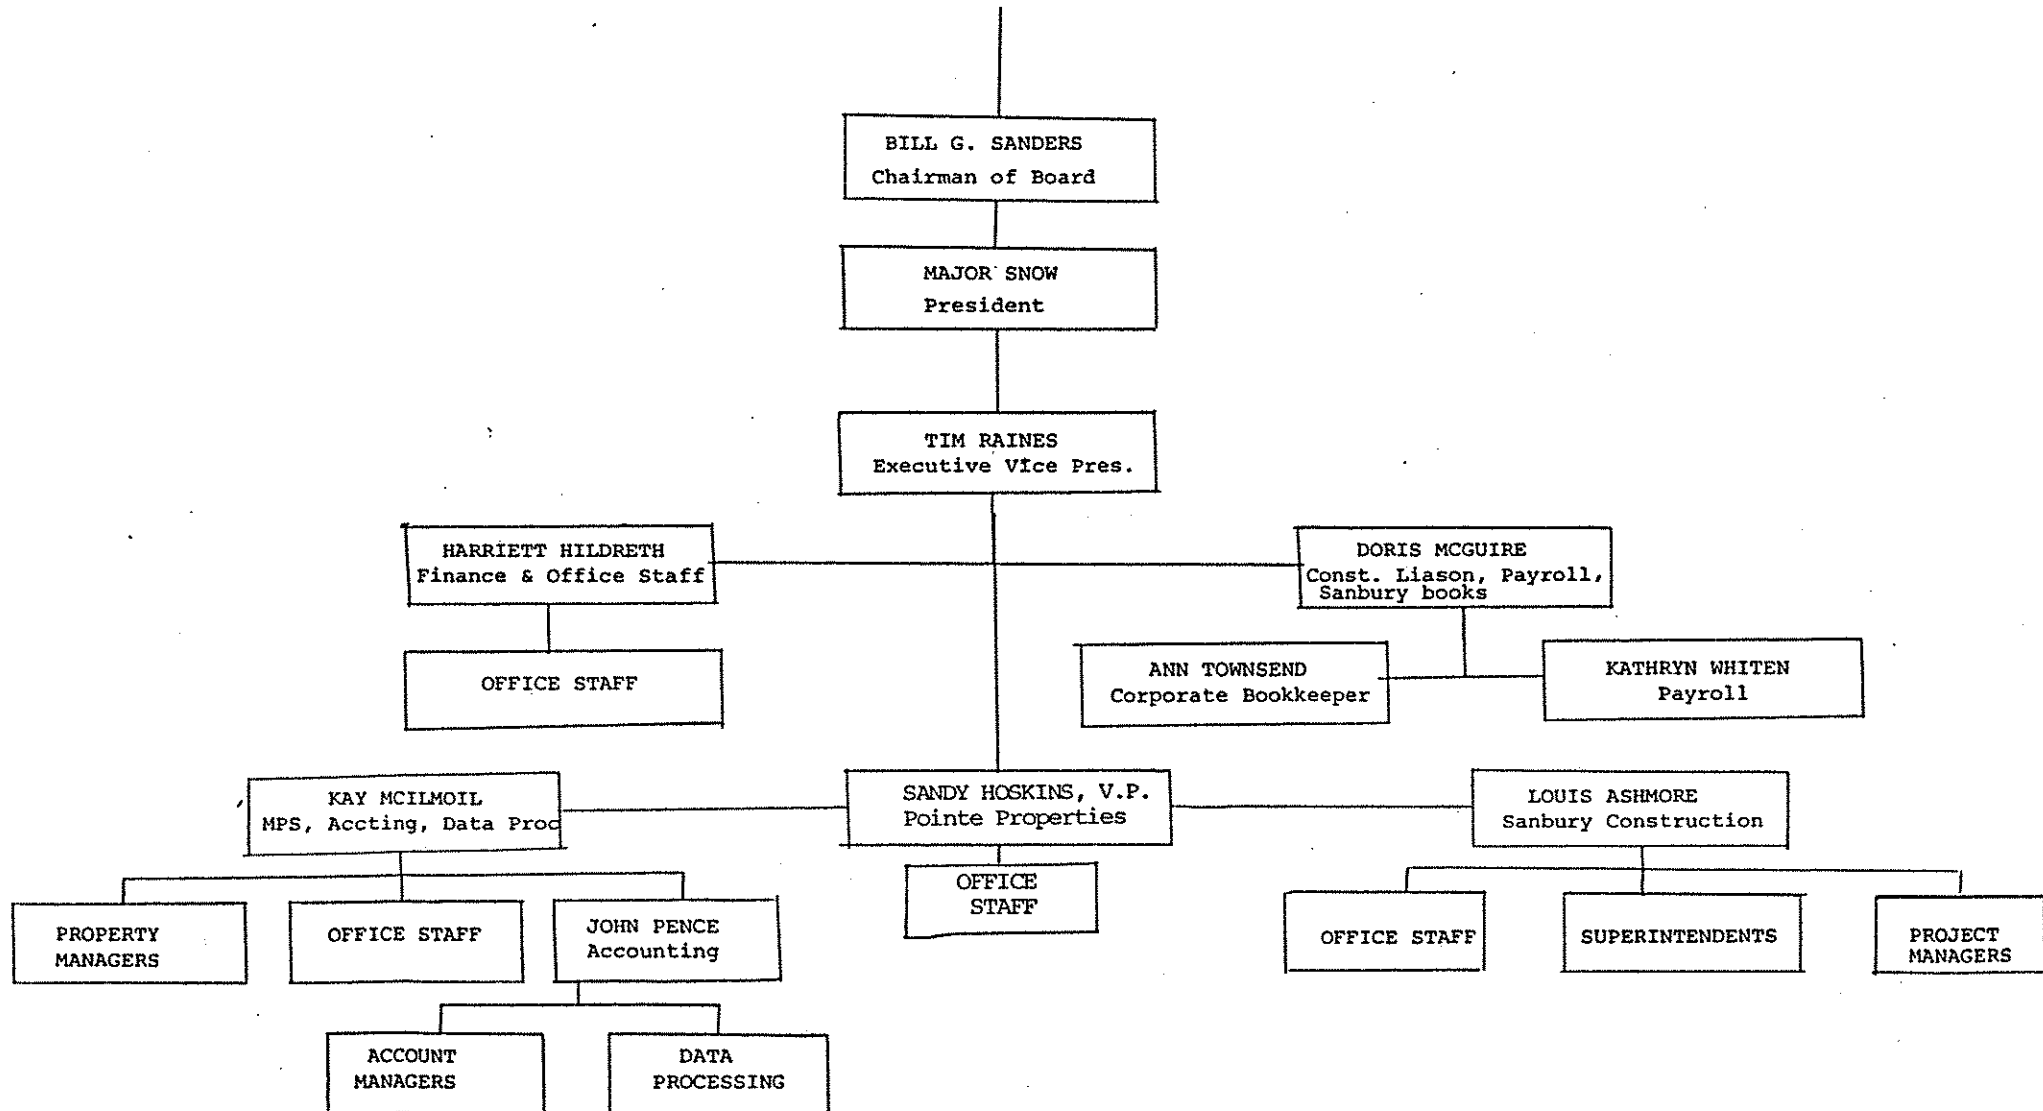 BILL G. SANDERS
Chairman of Board
MAJOR SNOW
President
TIM RAINES
Executive Vice Pres.
HARRIETT HILDRETH
Finance & Office Staff
DORIS MCGUIRE
Const. Liason, Payroll,
Sanbury books
OFFICE STAFF
ANN TOWNSEND
Corporate Bookkeeper
KATHRYN WHITEN
Payroll
KAY MCILMOIL
MPS, Accting, Data Proc
SANDY HOSKINS, V.P.
Pointe Properties
LOUIS ASHMORE
Sanbury Construction
PROPERTY
MANAGERS
OFFICE STAFF
JOHN PENCE
Accounting
OFFICE
STAFF
OFFICE STAFF
SUPERINTENDENTS
PROJECT
MANAGERS
ACCOUNT
MANAGERS
DATA
PROCESSING